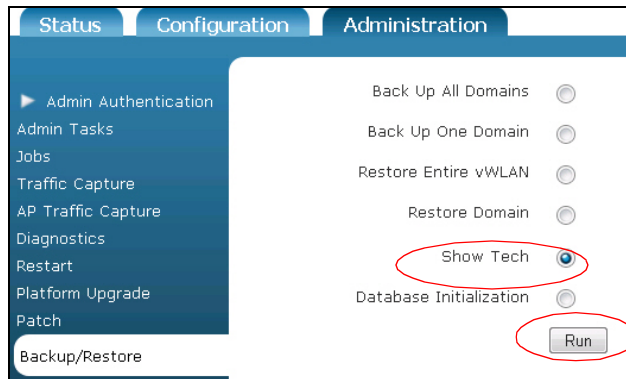 Status Configuration Administration
Admin Authentication
Admin Tasks
Jobs
Traffic Capture
AP Traffic Capture
Diagnostics
Restart
Platform Upgrade
Patch
Backup/Restore
Back Up All Domains
Back Up One Domain
Restore Entire vWLAN
Restore Domain
Show Tech
Database Initialization
Run